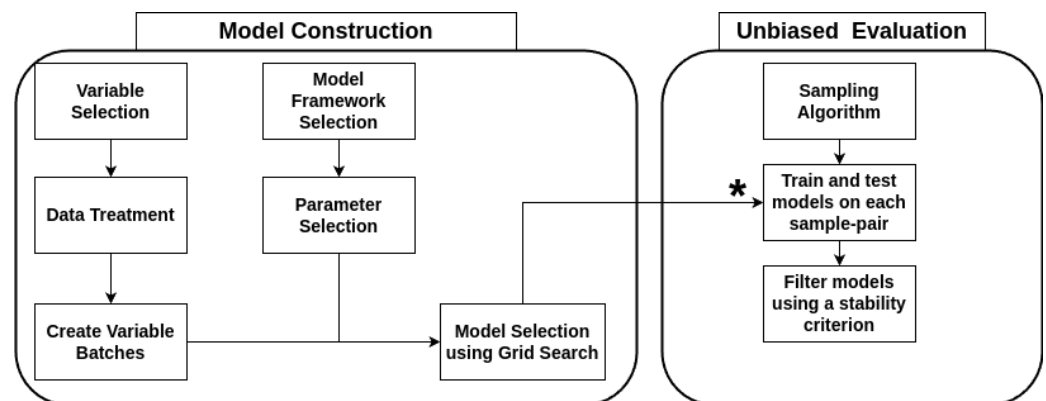 Model Construction
Variable
Selection
Model
Framework
Selection
Data Treatment
Parameter
Selection
Create Variable
Batches
Model Selection
using Grid Search
Unbiased Evaluation
Sampling
Algorithm
*
Train and test
models on each
sample-pair
Filter models
using a stability
criterion